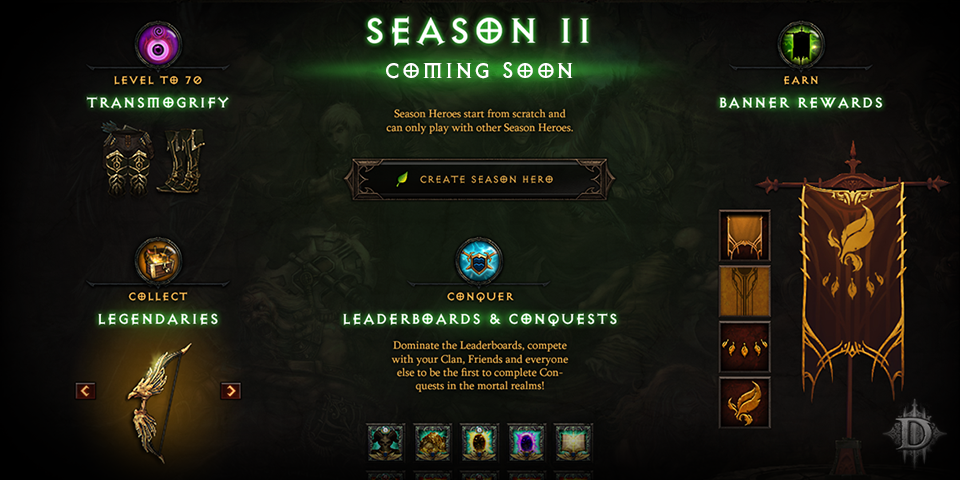 SEASON II
COMING SOON
LEVEL TO 70
TRANSMOGRIFY
EARN
BANNER REWARDS
Season Heroes start from scratch and
can only play with other Season Heroes.
CREATE SEASON HERO
COLLECT
LEGENDARIES
CONQUER
LEADERBOARDS & CONQUESTS
Dominate the Leaderboards, compete
with your Clan, Friends and everyone
else to be the first to complete Con-
quests in the mortal realms!
D